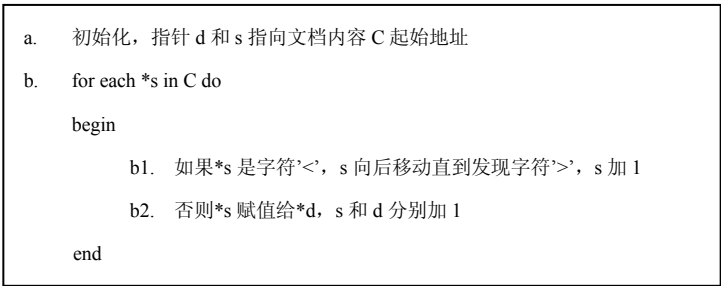 a. 初始化，指针 d 和 s 指向文档内容 C 起始地址
b. for each *s in C do
begin
b1. 如果*s 是字符’<’，s 向后移动直到发现字符’>’，s 加 1
b2. 否则*s 赋值给*d，s 和 d 分别加 1
end